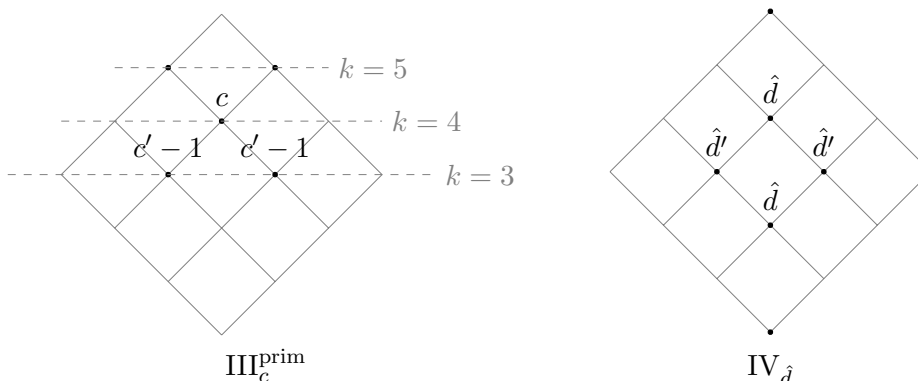 k = 5
c
k = 4
c′ − 1 c′ − 1
k = 3
III_c^prim
d̂
d̂′ d̂′
d̂
IV_d̂